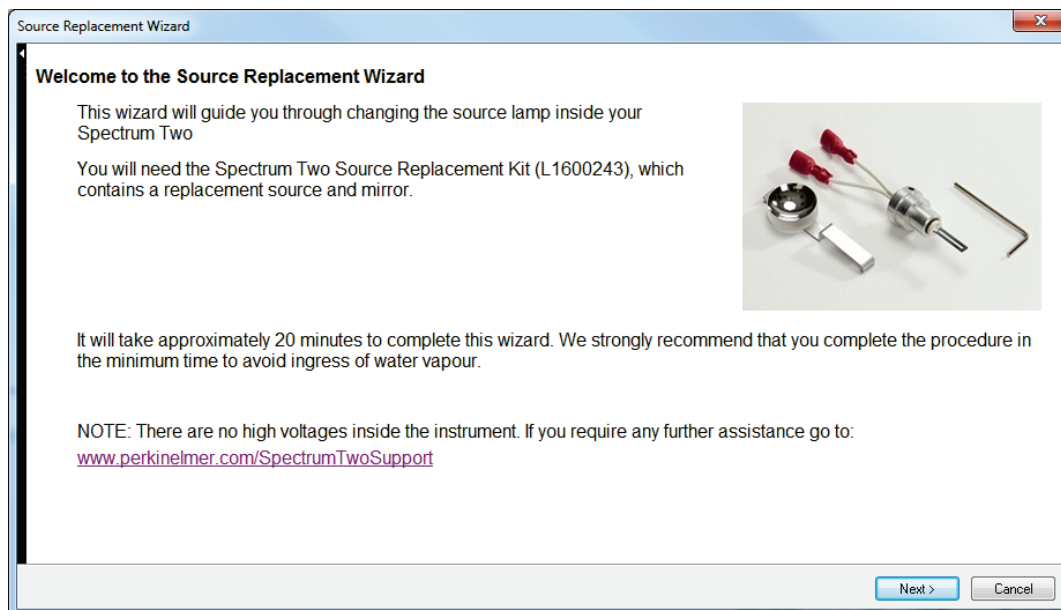 Source Replacement Wizard
Welcome to the Source Replacement Wizard
This wizard will guide you through changing the source lamp inside your
Spectrum Two
You will need the Spectrum Two Source Replacement Kit (L1600243), which
contains a replacement source and mirror.
It will take approximately 20 minutes to complete this wizard. We strongly recommend that you complete the procedure in
the minimum time to avoid ingress of water vapour.
NOTE: There are no high voltages inside the instrument. If you require any further assistance go to:
www.perkinelmer.com/SpectrumTwoSupport
Next >
Cancel